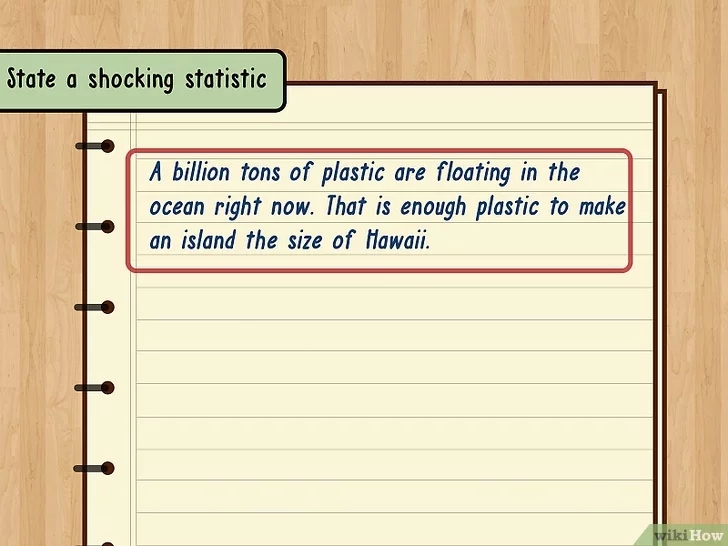 State a shocking statistic
A billion tons of plastic are floating in the
ocean right now. That is enough plastic to make
an island the size of Hawaii.
wikiHow